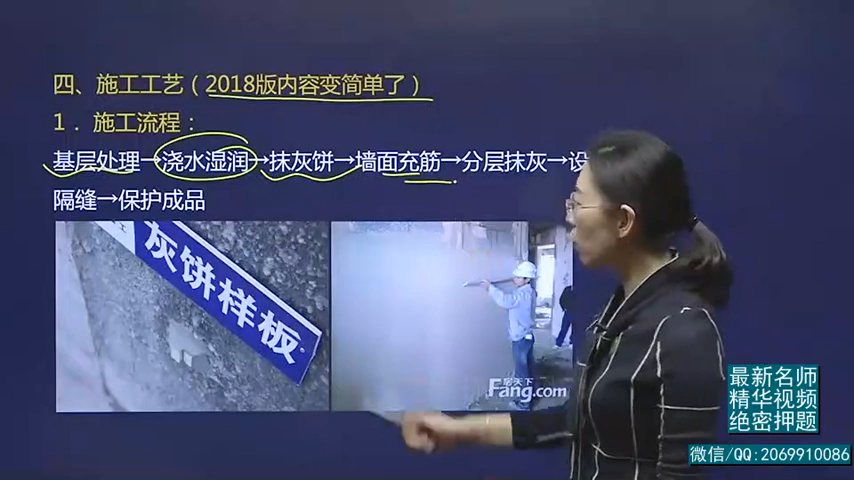 四、施工工艺（2018版内容变简单了）
1．施工流程：
基层处理→浇水湿润→抹灰饼→墙面充筋→分层抹灰→设
隔缝→保护成品
灰饼样板
房天下
Fang.com
最新名师
精华视频
绝密押题
微信/QQ:2069910086